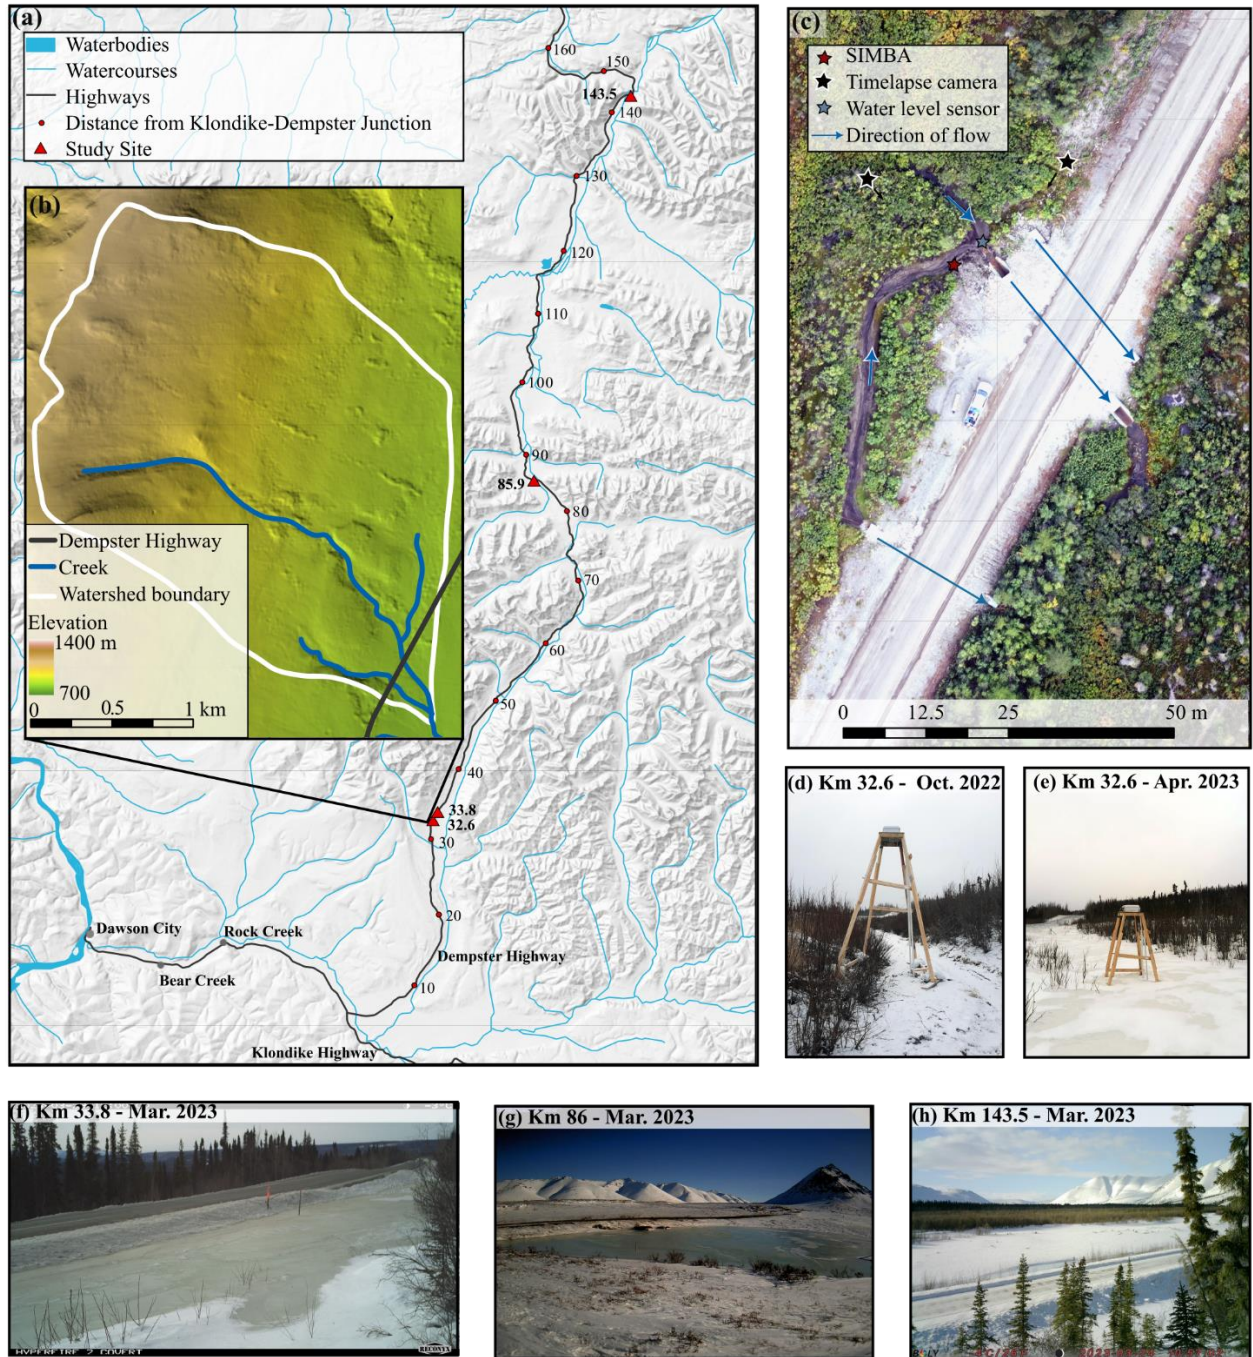 (a)
Waterbodies
Watercourses
Highways
Distance from Klondike-Dempster Junction
Study Site
160
150
143.5
140
130
120
110
100
90
85.9
80
70
60
50
40
33.8
32.6
30
20
10
Dawson City
Rock Creek
Bear Creek
Dempster Highway
Klondike Highway
(b)
Dempster Highway
Creek
Watershed boundary
Elevation
1400 m
700
0 0.5 1 km
(c)
SIMBA
Timelapse camera
Water level sensor
Direction of flow
0 12.5 25 50 m
(d) Km 32.6 - Oct. 2022
(e) Km 32.6 - Apr. 2023
(f) Km 33.8 - Mar. 2023
HYPERFIRE 2 COVERT
RECONYX
(g) Km 86 - Mar. 2023
(h) Km 143.5 - Mar. 2023